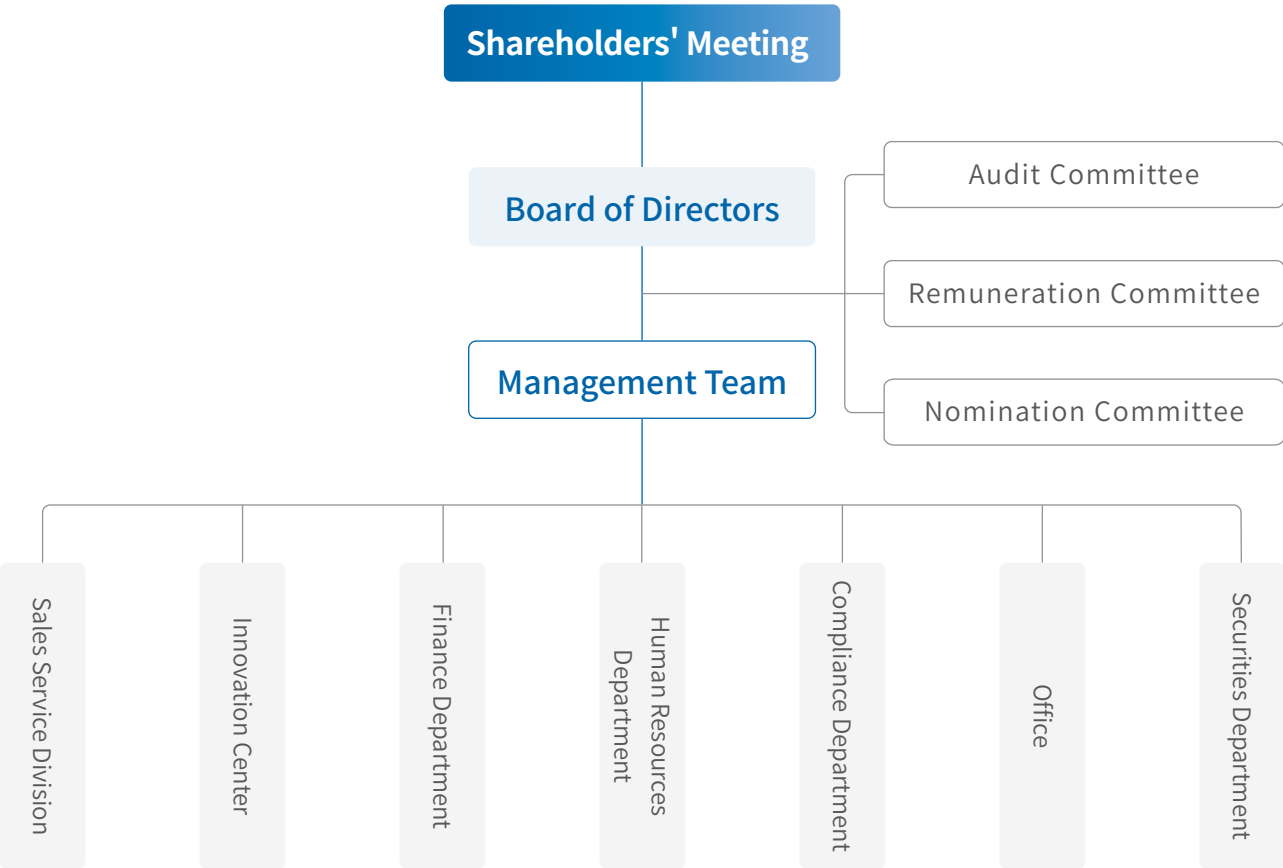 Shareholders' Meeting
Board of Directors
Audit Committee
Remuneration Committee
Management Team
Nomination Committee
Sales Service Division
Innovation Center
Finance Department
Human Resources
Department
Compliance Department
Office
Securities Department